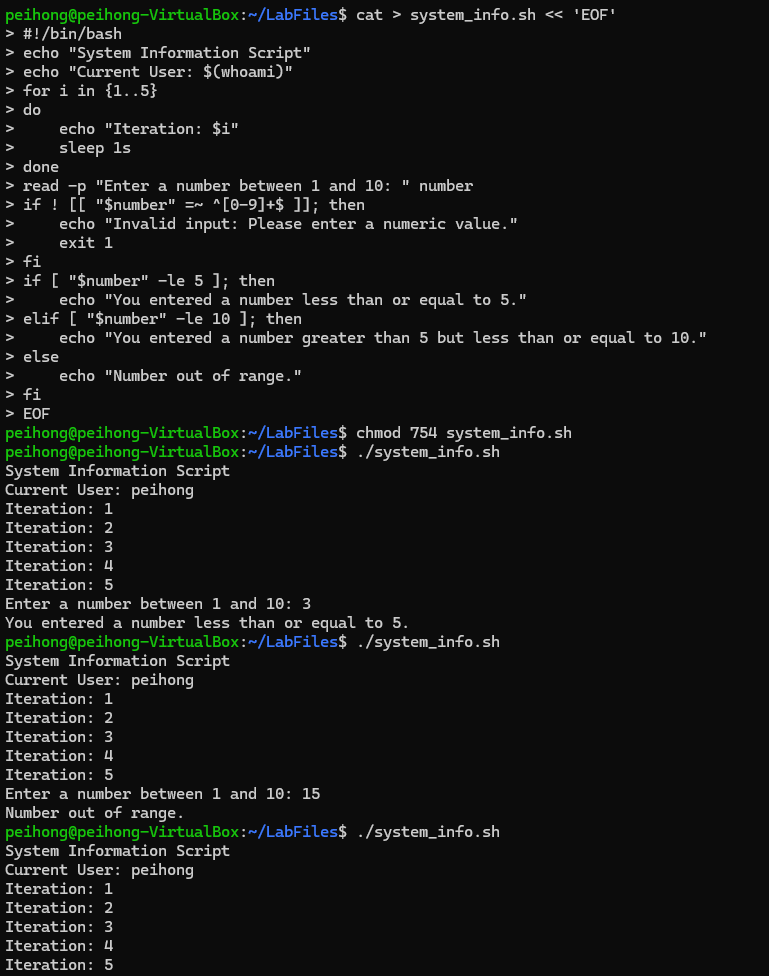 peihong@peihong-VirtualBox:~/LabFiles$ cat > system_info.sh << 'EOF'
> #!/bin/bash
> echo "System Information Script"
> echo "Current User: $(whoami)"
> for i in {1..5}
> do
>     echo "Iteration: $i"
>     sleep 1s
> done
> read -p "Enter a number between 1 and 10: " number
> if ! [[ "$number" =~ ^[0-9]+$ ]]; then
>     echo "Invalid input: Please enter a numeric value."
>     exit 1
> fi
> if [ "$number" -le 5 ]; then
>     echo "You entered a number less than or equal to 5."
> elif [ "$number" -le 10 ]; then
>     echo "You entered a number greater than 5 but less than or equal to 10."
> else
>     echo "Number out of range."
> fi
> EOF
peihong@peihong-VirtualBox:~/LabFiles$ chmod 754 system_info.sh
peihong@peihong-VirtualBox:~/LabFiles$ ./system_info.sh
System Information Script
Current User: peihong
Iteration: 1
Iteration: 2
Iteration: 3
Iteration: 4
Iteration: 5
Enter a number between 1 and 10: 3
You entered a number less than or equal to 5.
peihong@peihong-VirtualBox:~/LabFiles$ ./system_info.sh
System Information Script
Current User: peihong
Iteration: 1
Iteration: 2
Iteration: 3
Iteration: 4
Iteration: 5
Enter a number between 1 and 10: 15
Number out of range.
peihong@peihong-VirtualBox:~/LabFiles$ ./system_info.sh
System Information Script
Current User: peihong
Iteration: 1
Iteration: 2
Iteration: 3
Iteration: 4
Iteration: 5